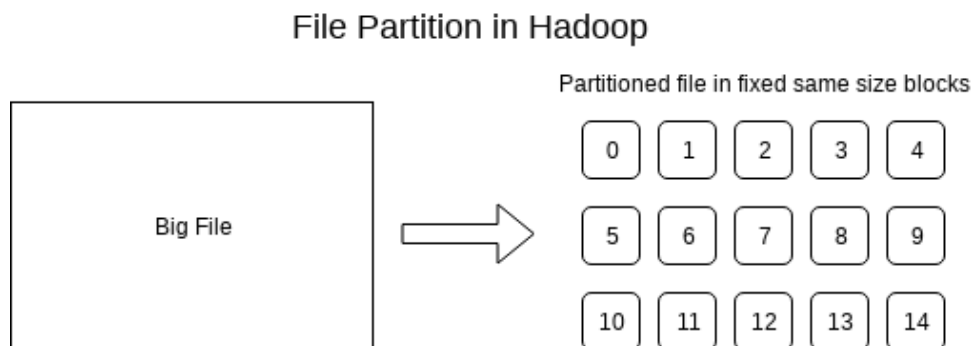 File Partition in Hadoop
Partitioned file in fixed same size blocks
0 1 2 3 4
Big File
5 6 7 8 9
10 11 12 13 14